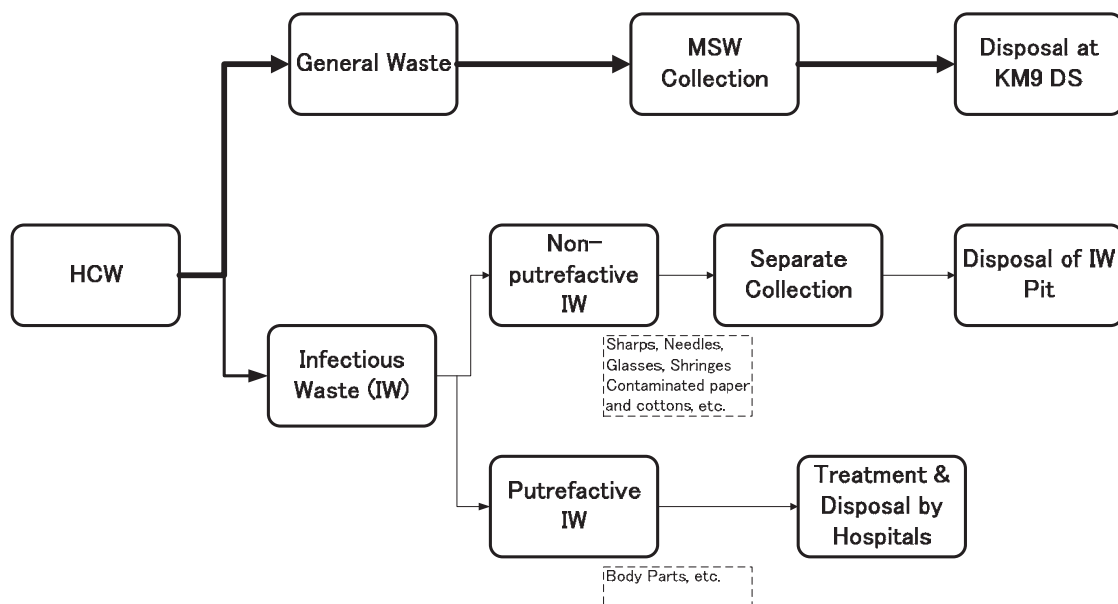 General Waste
MSW
Collection
Disposal at
KM9 DS
HCW
Non-
putrefactive
IW
Separate
Collection
Disposal of IW
Pit
Infectious
Waste (IW)
Sharps, Needles,
Glasses, Shringes
Contaminated paper
and cottons, etc.
Putrefactive
IW
Treatment &
Disposal by
Hospitals
Body Parts, etc.